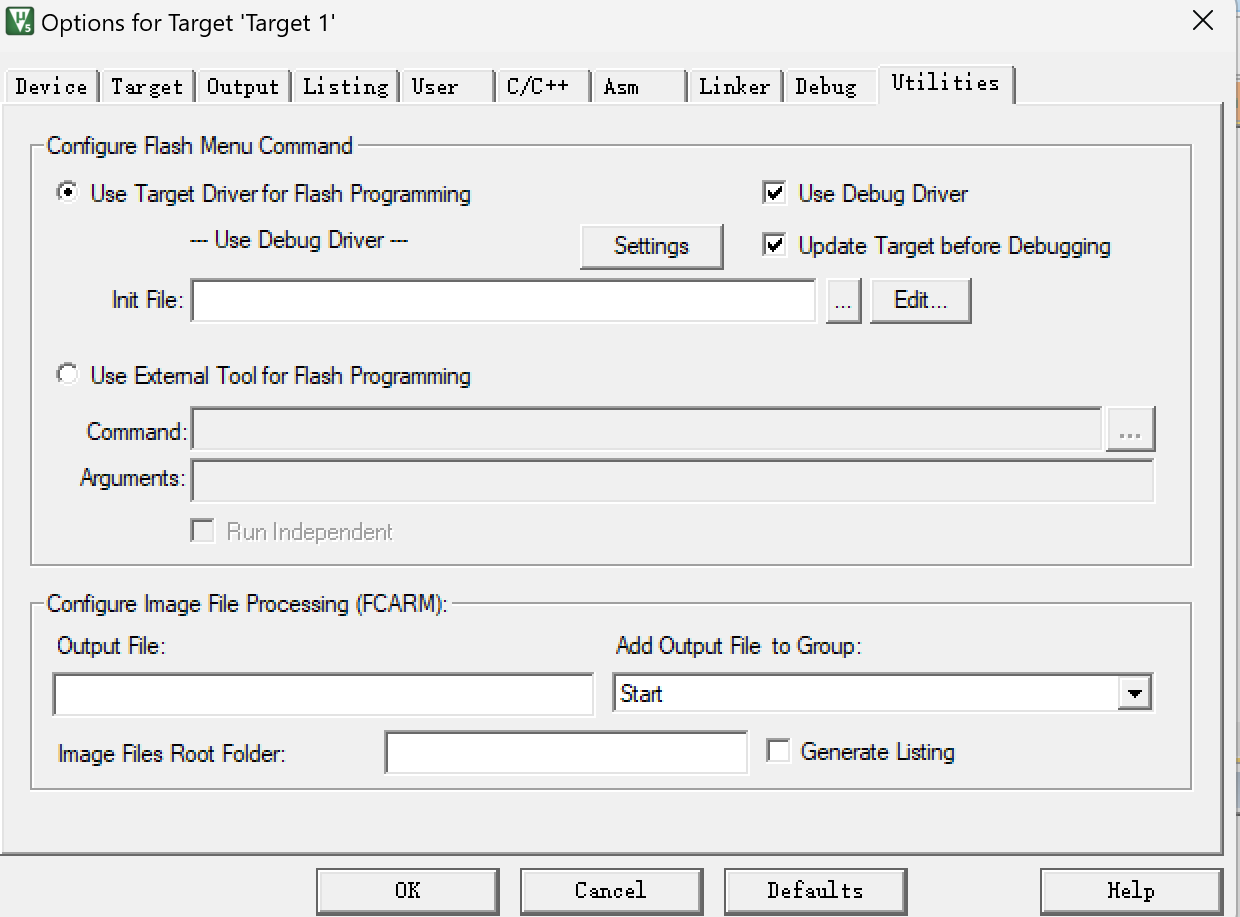 Options for Target 'Target 1'
Device Target Output Listing User C/C++ Asm Linker Debug Utilities
Configure Flash Menu Command
Use Target Driver for Flash Programming
Use Debug Driver
--- Use Debug Driver ---
Settings
Update Target before Debugging
Init File:
...
Edit...
Use External Tool for Flash Programming
Command:
...
Arguments:
Run Independent
Configure Image File Processing (FCARM):
Output File:
Add Output File  to Group:
Start
Image Files Root Folder:
Generate Listing
OK Cancel Defaults Help